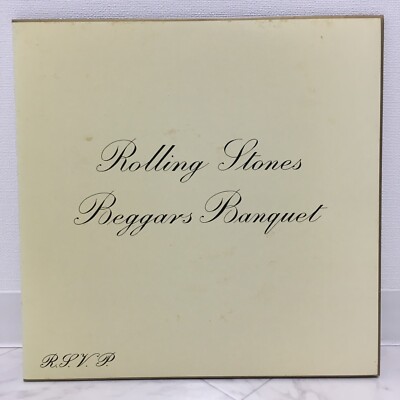 Rolling Stones
Beggars Banquet
R.S.V.P.